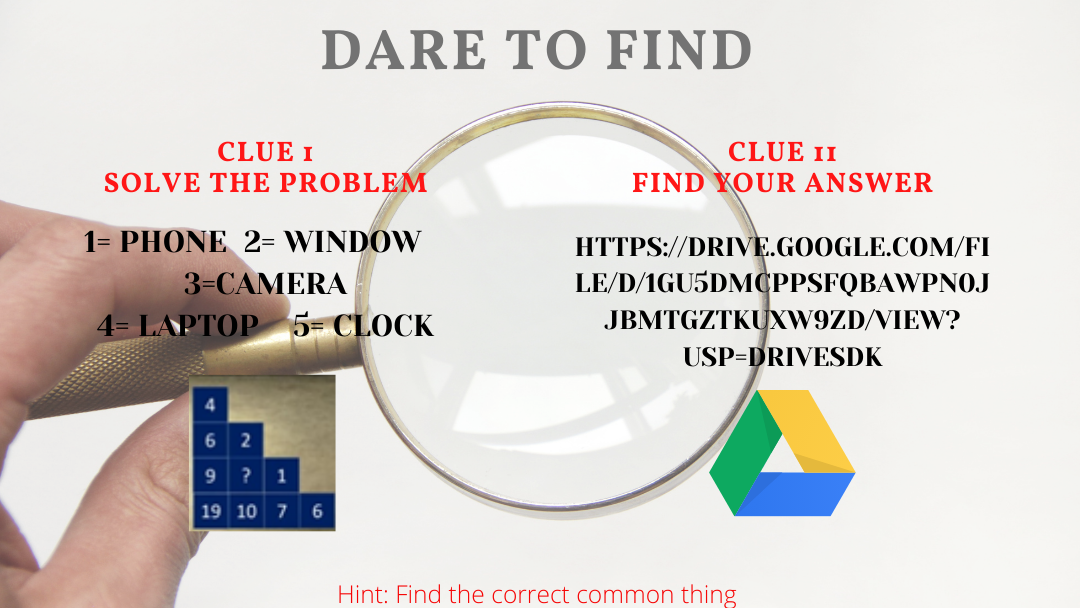 DARE TO FIND
CLUE I
SOLVE THE PROBLEM
1= PHONE 2= WINDOW
3=CAMERA
4= LAPTOP 5= CLOCK
4
6 2
9 ? 1
19 10 7 6
CLUE II
FIND YOUR ANSWER
HTTPS://DRIVE.GOOGLE.COM/FI
LE/D/1GU5DMCPPSFQBAWPN0J
JBMTGZTKUXW9ZD/VIEW?
USP=DRIVESDK
Hint: Find the correct common thing